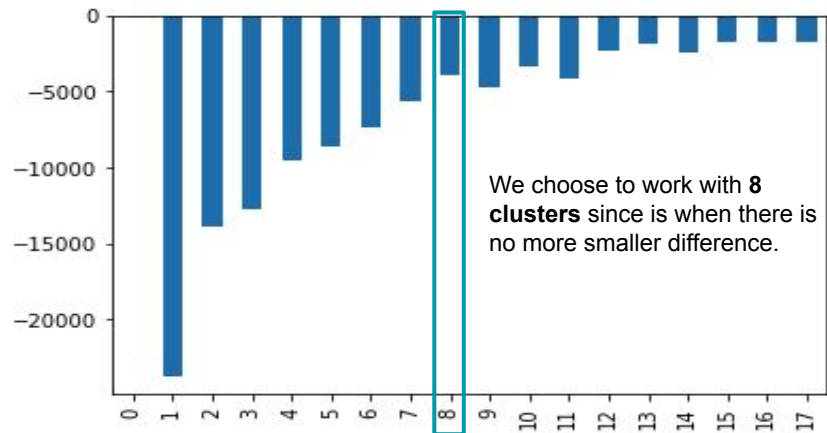 0
−5000
−10000
−15000
−20000
We choose to work with 8
clusters since is when there is
no more smaller difference.
0 1 2 3 4 5 6 7 8 9 10 11 12 13 14 15 16 17